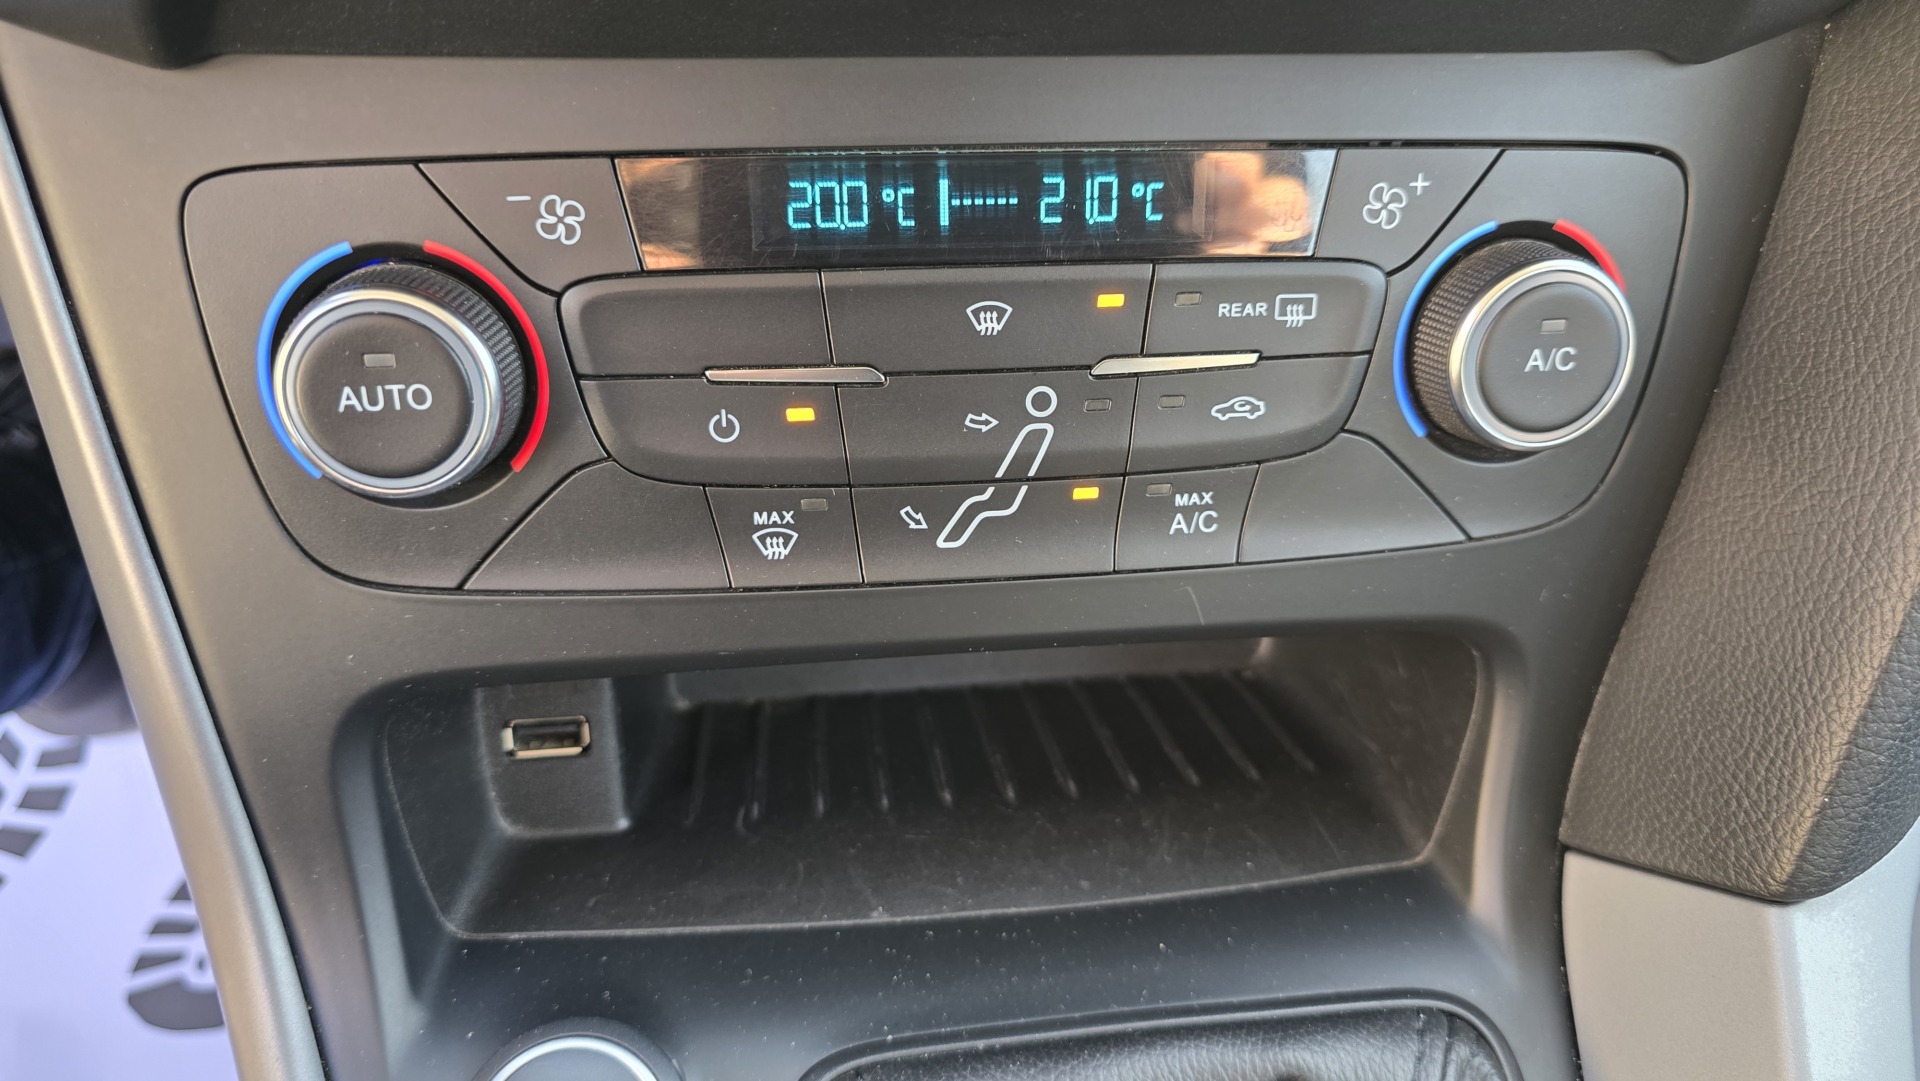 20.0 °C 21.0 °C
AUTO
REAR
A/C
MAX
MAX
A/C